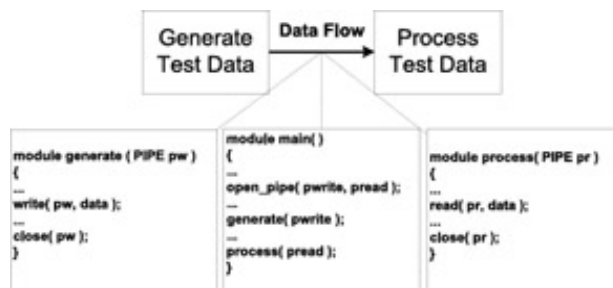 Generate
Test Data
Data Flow
Process
Test Data
module generate ( PIPE pw )
{
...
write( pw, data );
...
close( pw );
}
module main( )
{
...
open_pipe( pwrite, pread );
...
generate( pwrite );
...
process( pread );
}
module process( PIPE pr )
{
...
read( pr, data );
...
close( pr );
}